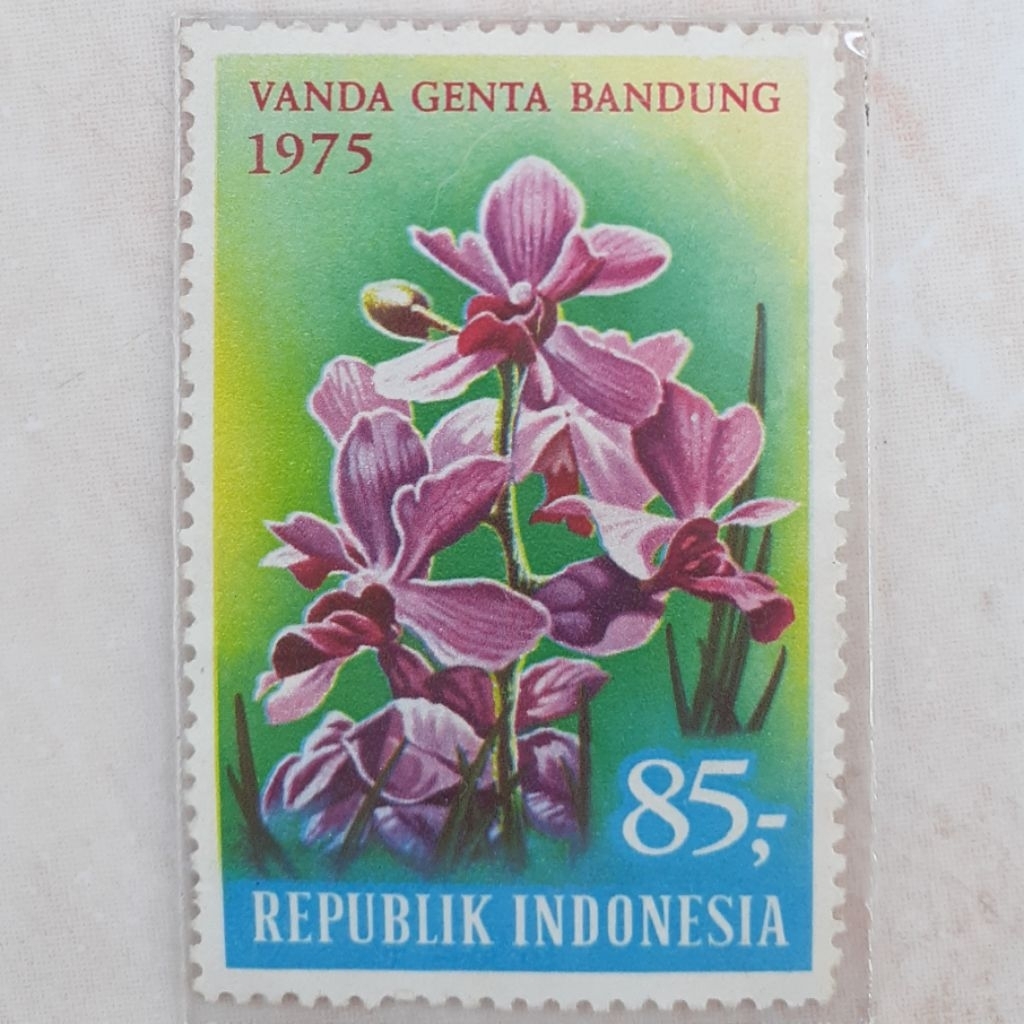 VANDA GENTA BANDUNG
1975
85,-
REPUBLIK INDONESIA